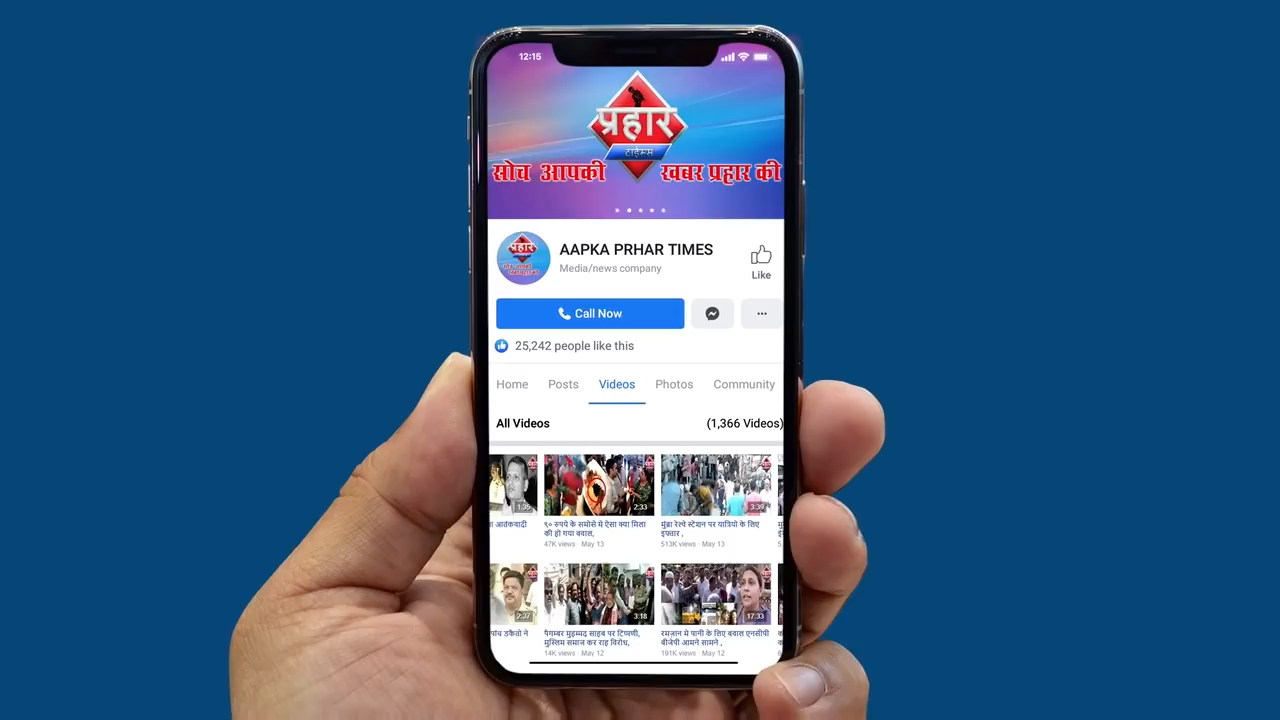 12:15
प्रहार
टाईम्स
सोच आपकी खबर प्रहार की
प्रहार
AAPKA PRHAR TIMES
Media/news company
Like
Call Now
25,242 people like this
Home Posts Videos Photos Community
All Videos (1,366 Videos)
1:35 2:33 3:39
आतंकवादी
१० रुपये के समोसे मे ऐसा क्या मिला
की हो गया बवाल,
47K views · May 13
मुंब्रा रेल्वे स्टेशन पर यात्रियो के लिए
इफ्तार ,
513K views · May 13
2:37 3:18 17:33
पांच डकैतो ने
पैगम्बर मुहम्मद साहब पर टिप्पणी,
मुस्लिम समाज कर राह विरोध,
14K views · May 12
रमज़ान मे पानी के लिए बवाल एनसीपी
बीजेपी आमने सामने ,
191K views · May 12